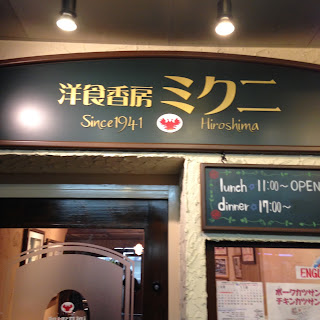 洋食香房 ミクニ
Since1941 Hiroshima
lunch 11:00～OPEN
dinner 17:00～
ENGL
ポークカツサン
チキンカツサン